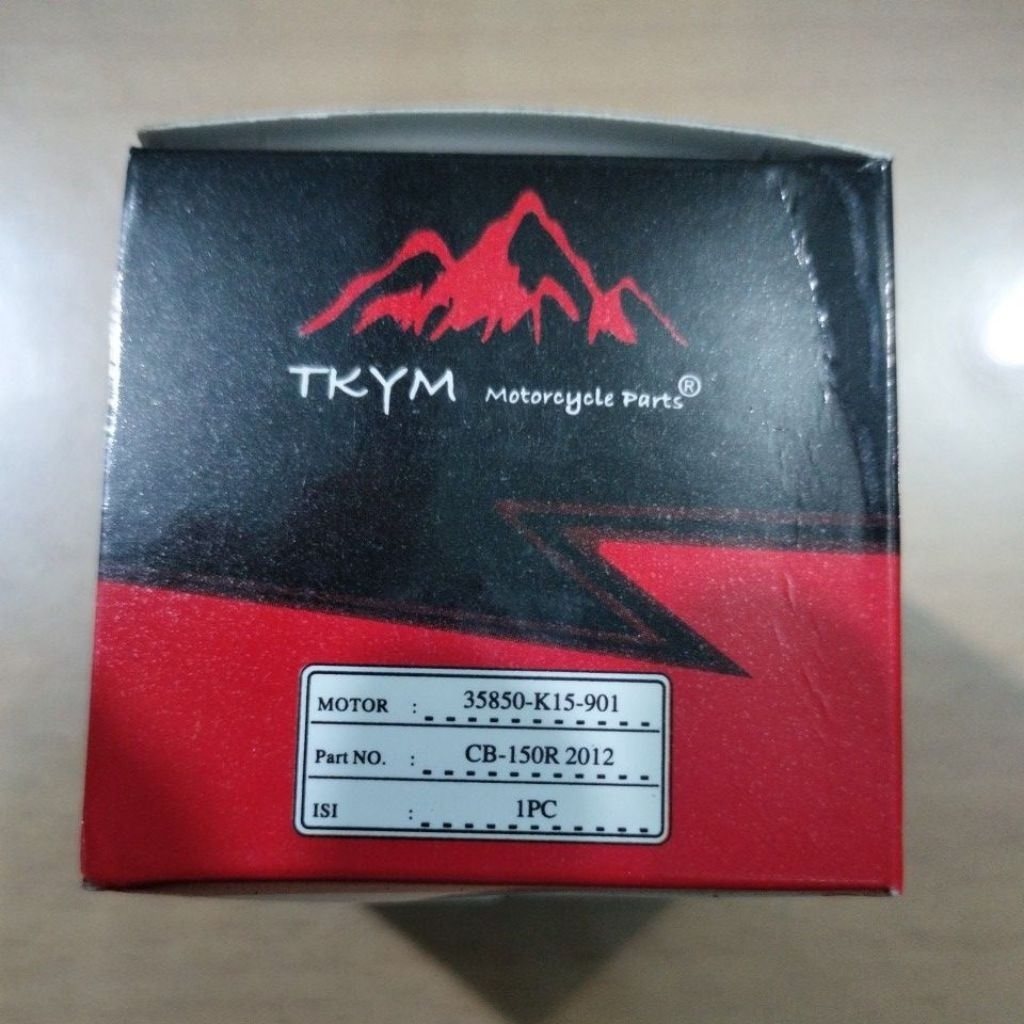 TKYM Motorcycle Parts®
MOTOR : 35850-K15-901
Part NO. : CB-150R 2012
ISI : 1PC